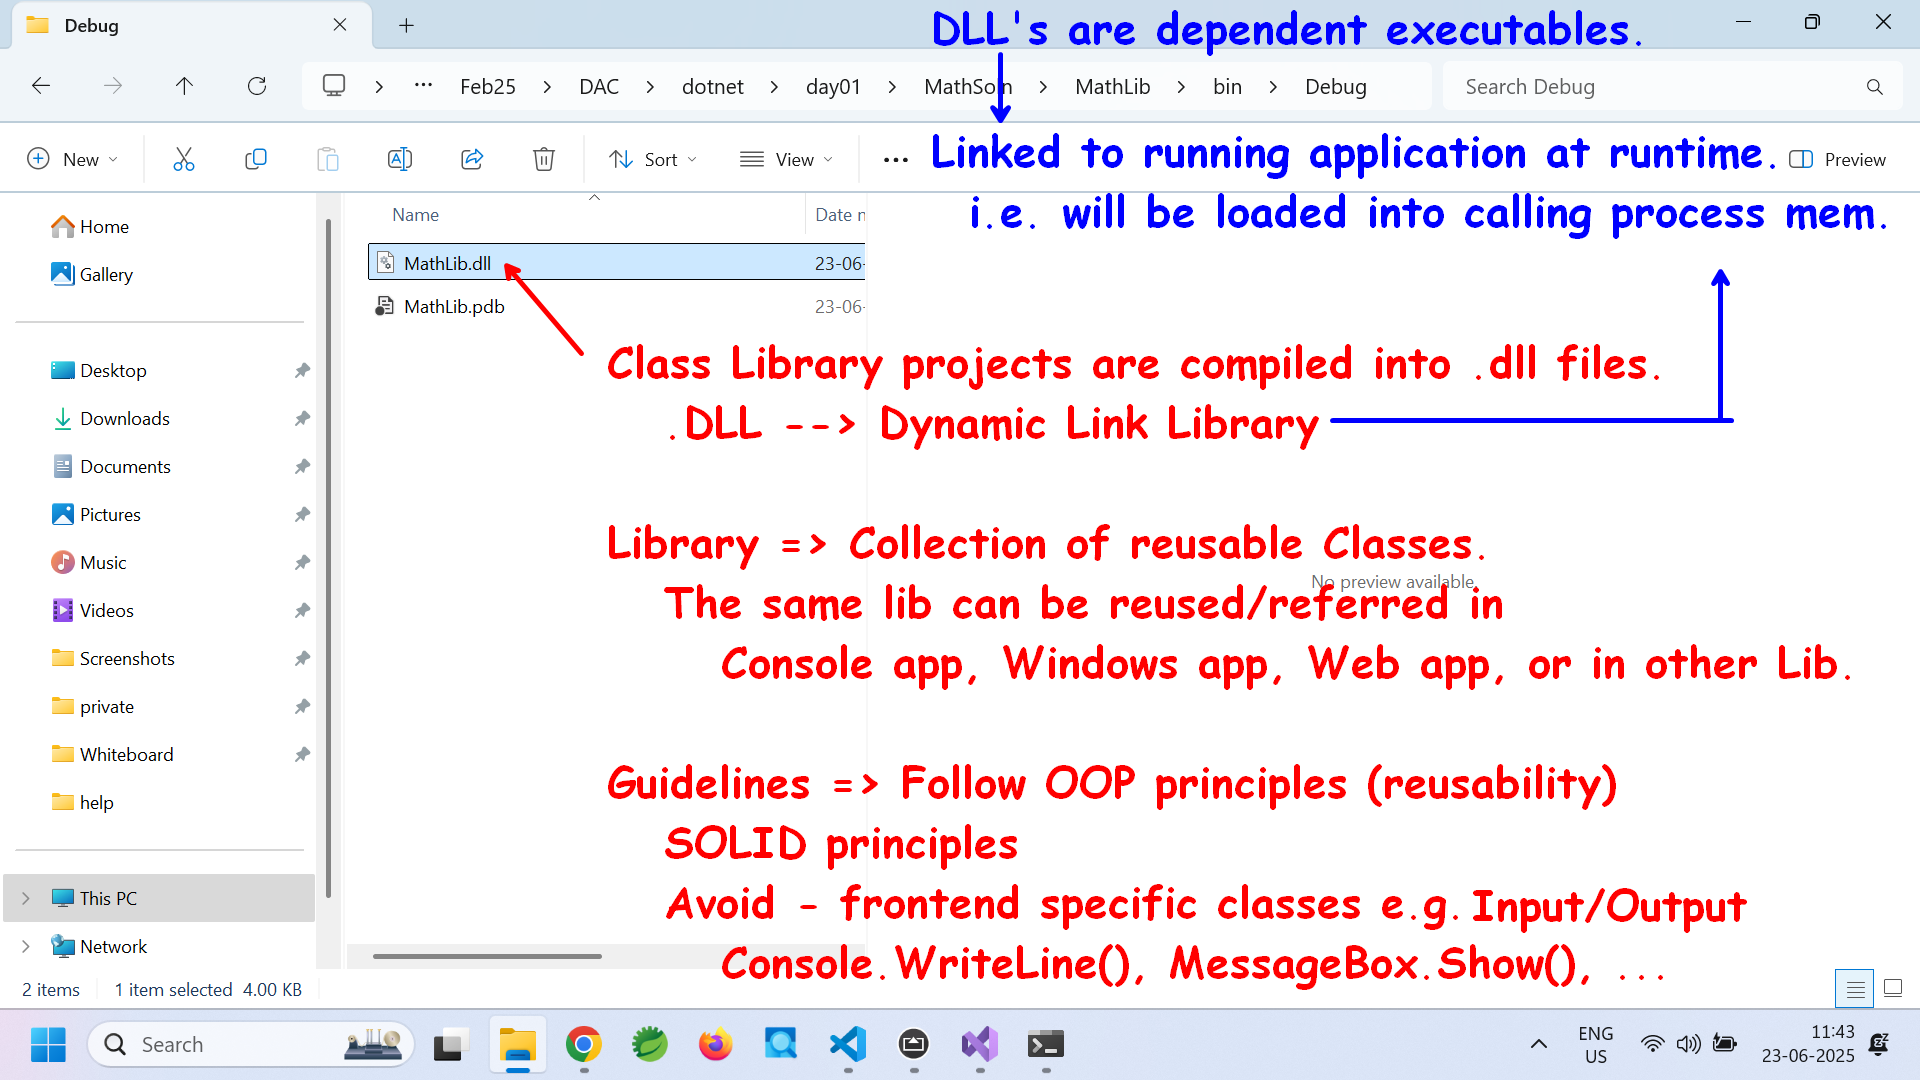 Debug
DLL's are dependent executables.
Feb25 DAC dotnet day01 MathSoln MathLib bin Debug
Search Debug
New
Sort
View
Linked to running application at runtime.
Preview
i.e. will be loaded into calling process mem.
Name
Date
Home
Gallery
MathLib.dll 23-06-
MathLib.pdb 23-06-
Class Library projects are compiled into .dll files.
.DLL --> Dynamic Link Library
Library => Collection of reusable Classes.
No preview available.
The same lib can be reused/referred in
Console app, Windows app, Web app, or in other Lib.
Guidelines => Follow OOP principles (reusability)
SOLID principles
Avoid - frontend specific classes e.g. Input/Output
Console.WriteLine(), MessageBox.Show(), ...
Desktop
Downloads
Documents
Pictures
Music
Videos
Screenshots
private
Whiteboard
help
This PC
Network
2 items 1 item selected 4.00 KB
Search
ENG
US
11:43
23-06-2025